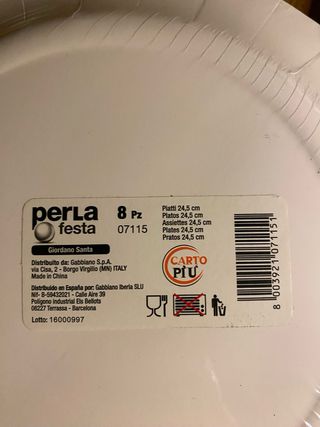 perla 8 Pz
festa 07115
Giordano Santa
Distribuito da: Gabbiano S.p.A.
via Cisa, 2 - Borgo Virgilio (MN) ITALY
Made in China
Distribuido en España por: Gabbiano Iberia SLU
Nif- B-59432021 - Calle Aire 39
Poligono industrial Els Bellots
08227 Terrassa - Barcelona
Lotto: 16000997
Piatti 24,5 cm
Platos 24,5 cm
Assiettes 24,5 cm
Plates 24,5 cm
Pratos 24,5 cm
CARTO
PIU'
8 003921 071151